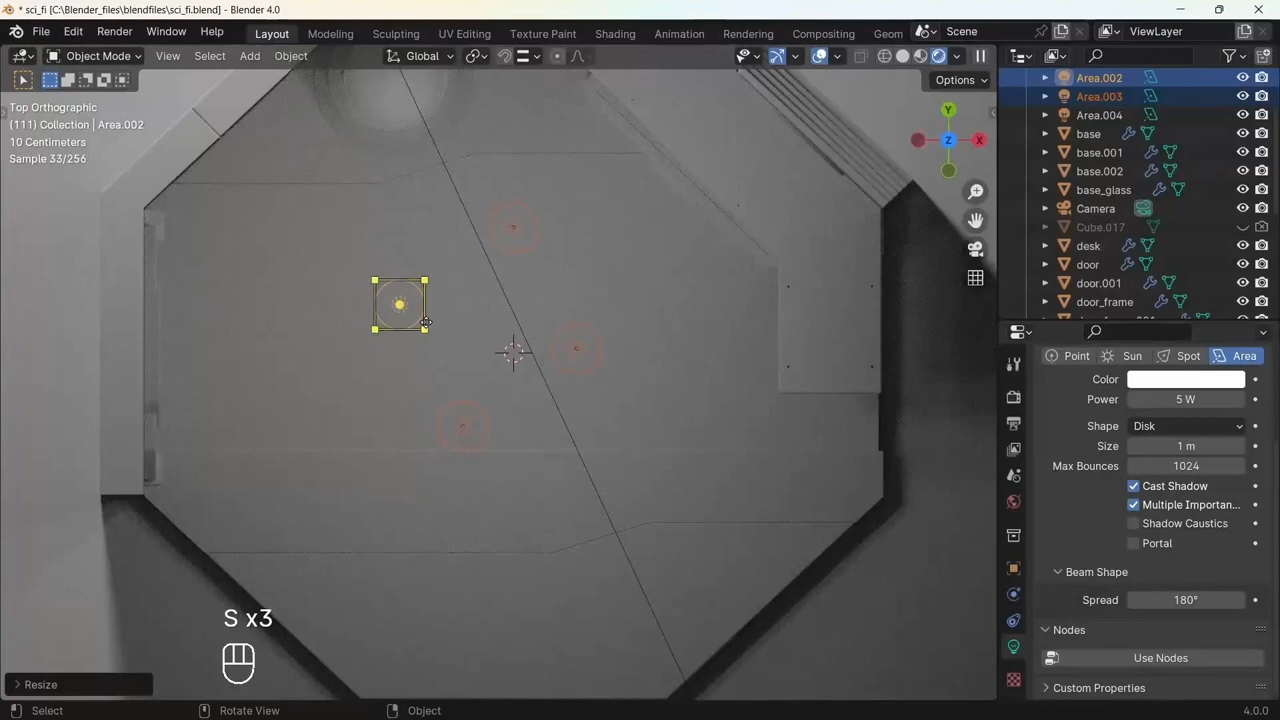 * sci_fi [C:\Blender_files\blendfiles\sci_fi.blend] - Blender 4.0
File Edit Render Window Help
Layout Modeling Sculpting UV Editing Texture Paint Shading Animation Rendering Compositing Geom
Scene
ViewLayer
Object Mode
View Select Add Object
Global
Options
Top Orthographic
(111) Collection | Area.002
10 Centimeters
Sample 33/256
Y
X
Z
Area.002
Area.003
Area.004
base
base.001
base.002
base_glass
Camera
Cube.017
desk
door
door.001
door_frame
Point Sun Spot Area
Color
Power 5 W
Shape Disk
Size 1 m
Max Bounces 1024
Cast Shadow
Multiple Importan...
Shadow Caustics
Portal
Beam Shape
Spread 180°
Nodes
Use Nodes
Custom Properties
S x3
Resize
Select Rotate View Object
4.0.0